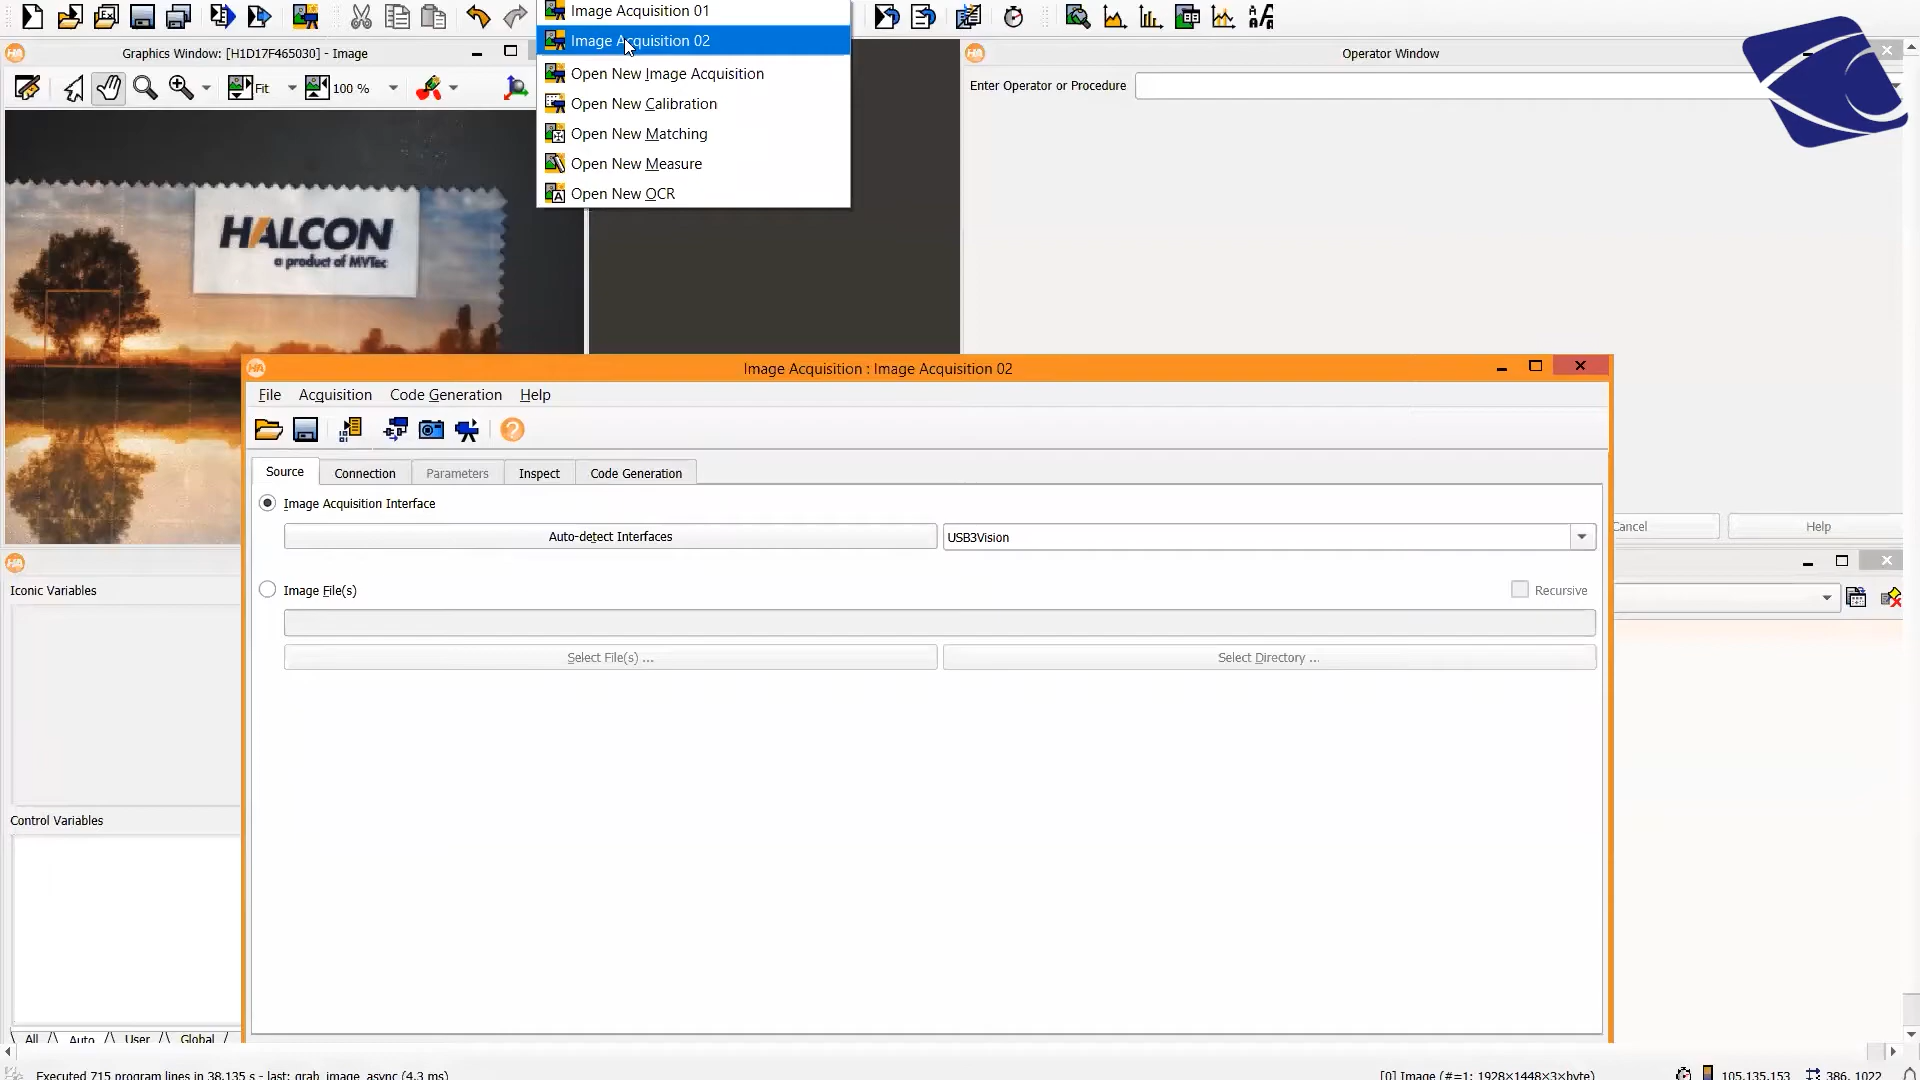 Image Acquisition 01
Image Acquisition 02
Open New Image Acquisition
Open New Calibration
Open New Matching
Open New Measure
Open New OCR
Graphics Window: [H1D17F465030] - Image
Fit
100 %
HALCON
a product of MVTec
Operator Window
Enter Operator or Procedure
Cancel
Help
Image Acquisition : Image Acquisition 02
File Acquisition Code Generation Help
Source Connection Parameters Inspect Code Generation
Image Acquisition Interface
Auto-detect Interfaces
USB3Vision
Image File(s)
Recursive
Select File(s) ...
Select Directory ...
Iconic Variables
Control Variables
All Auto User Global
Executed 715 program lines in 38.135 s - last: grab_image_async (4.3 ms)
[0] Image (#=1: 1928×1448×3×byte)
105,135,153
386, 1022